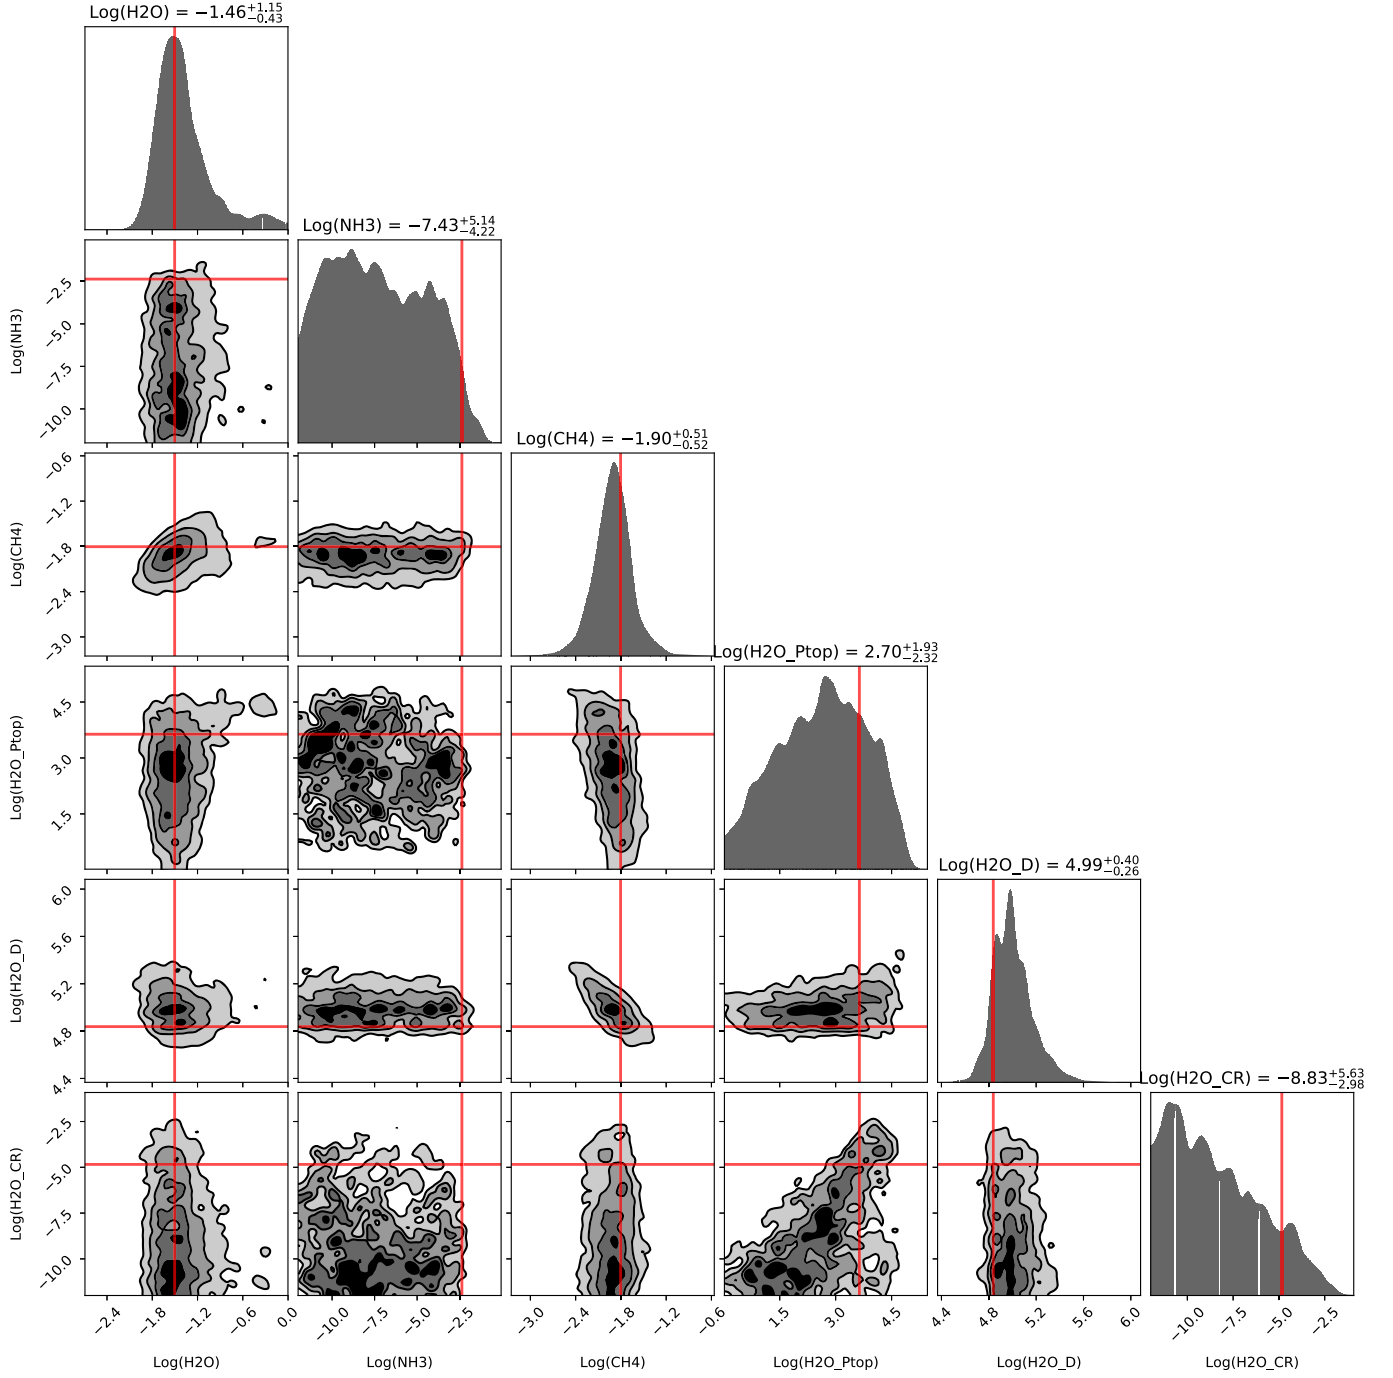 Log(H2O) = −1.46+1.15−0.43
Log(NH3) = −7.43+5.14−4.22
−2.5
−5.0
−7.5
−10.0
Log(NH3)
Log(CH4) = −1.90+0.51−0.52
−0.6
−1.2
−1.8
−2.4
−3.0
Log(CH4)
Log(H2O_Ptop) = 2.70+1.93−2.32
4.5
3.0
1.5
Log(H2O_Ptop)
Log(H2O_D) = 4.99+0.40−0.26
6.0
5.6
5.2
4.8
4.4
Log(H2O_D)
Log(H2O_CR) = −8.83+5.63−2.98
−2.5
−5.0
−7.5
−10.0
Log(H2O_CR)
−2.4 −1.8 −1.2 −0.6 0.0 −10.0 −7.5 −5.0 −2.5 −3.0 −2.4 −1.8 −1.2 −0.6 1.5 3.0 4.5 4.4 4.8 5.2 5.6 6.0 −10.0 −7.5 −5.0 −2.5
Log(H2O) Log(NH3) Log(CH4) Log(H2O_Ptop) Log(H2O_D) Log(H2O_CR)